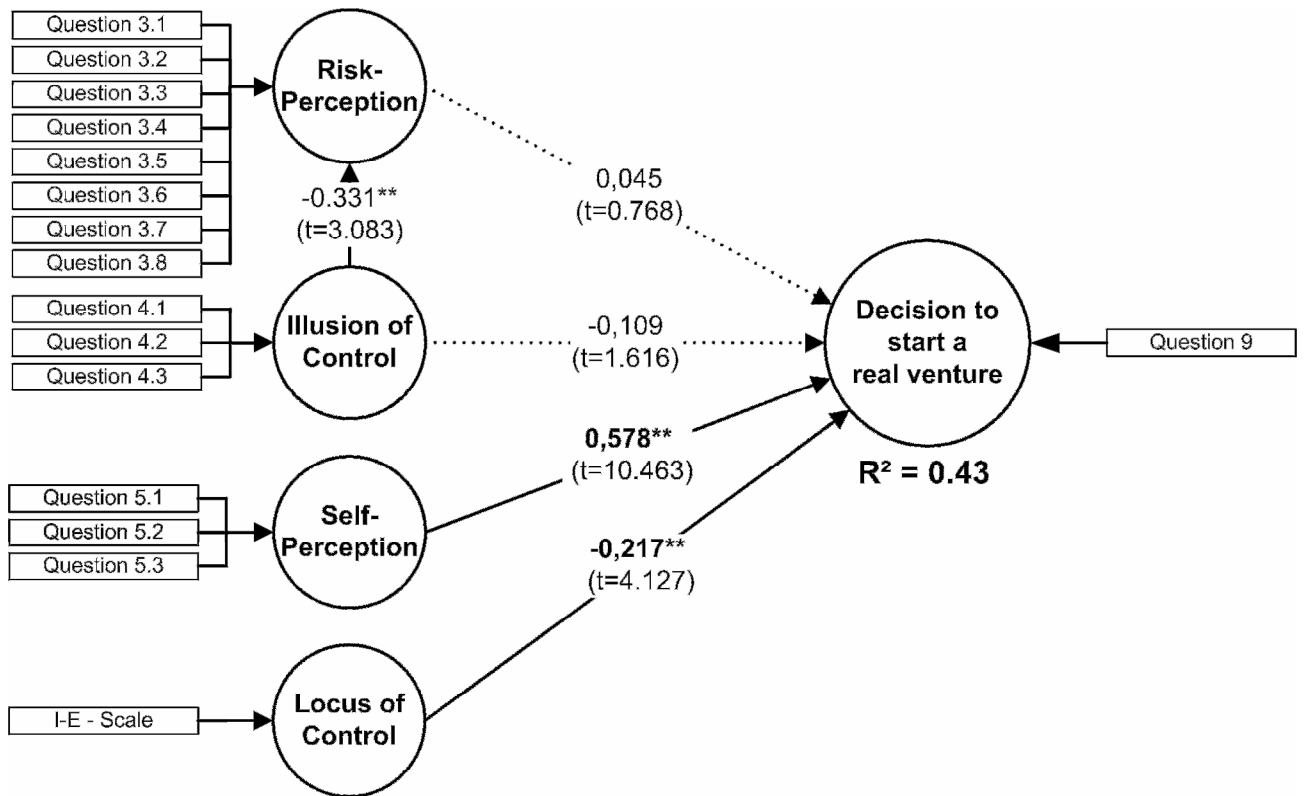 Question 3.1
Question 3.2
Question 3.3
Question 3.4
Question 3.5
Question 3.6
Question 3.7
Question 3.8
Risk-
Perception
-0.331**
(t=3.083)
0,045
(t=0.768)
Question 4.1
Question 4.2
Question 4.3
Illusion of
Control
-0,109
(t=1.616)
Decision to
start a
real venture
Question 9
R² = 0.43
0,578**
(t=10.463)
Question 5.1
Question 5.2
Question 5.3
Self-
Perception
-0,217**
(t=4.127)
I-E - Scale
Locus of
Control